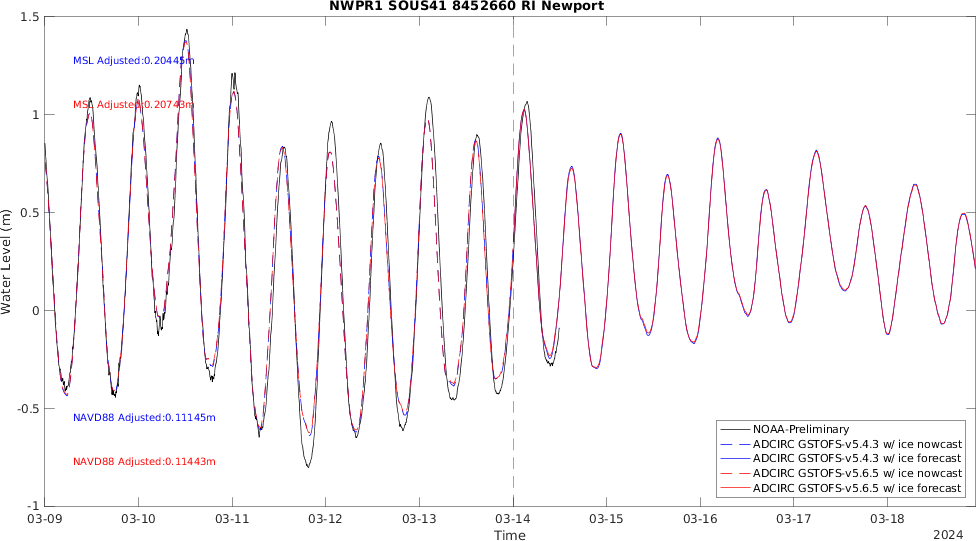 NWPR1 SOUS41 8452660 RI Newport
1.5
1
0.5
0
-0.5
-1
Water Level (m)
MSL Adjusted:0.20445m
MSL Adjusted:0.20743m
NAVD88 Adjusted:0.11145m
NAVD88 Adjusted:0.11443m
NOAA-Preliminary
ADCIRC GSTOFS-v5.4.3 w/ ice nowcast
ADCIRC GSTOFS-v5.4.3 w/ ice forecast
ADCIRC GSTOFS-v5.6.5 w/ ice nowcast
ADCIRC GSTOFS-v5.6.5 w/ ice forecast
03-09 03-10 03-11 03-12 03-13 03-14 03-15 03-16 03-17 03-18
Time
2024